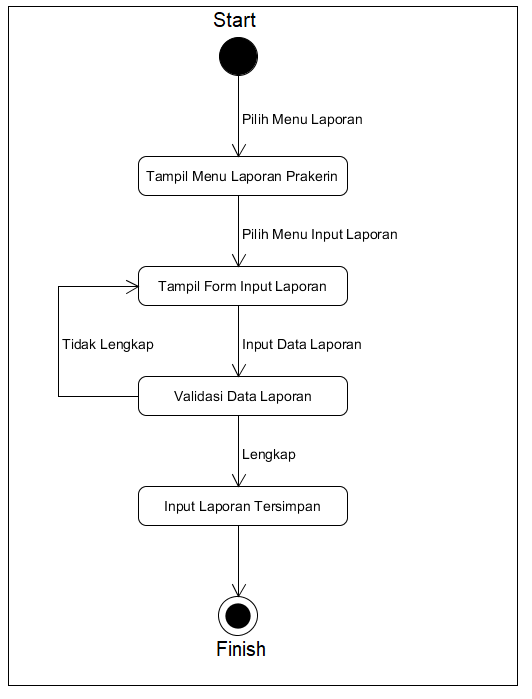 Start
Pilih Menu Laporan
Tampil Menu Laporan Prakerin
Pilih Menu Input Laporan
Tampil Form Input Laporan
Tidak Lengkap
Input Data Laporan
Validasi Data Laporan
Lengkap
Input Laporan Tersimpan
Finish